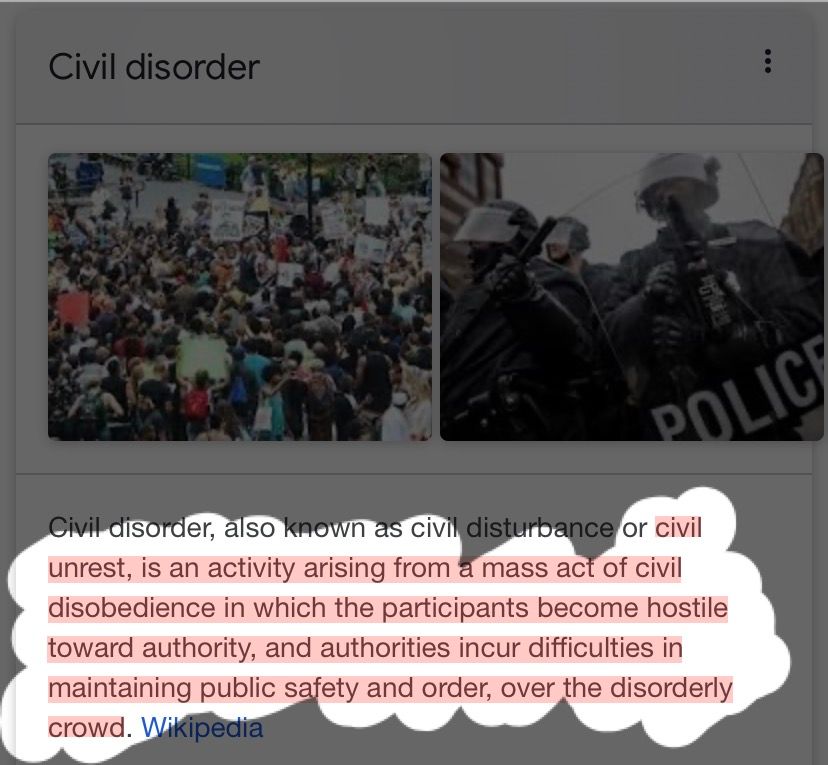 Civil disorder
POLICE
Civil disorder, also known as civil disturbance or civil
unrest, is an activity arising from a mass act of civil
disobedience in which the participants become hostile
toward authority, and authorities incur difficulties in
maintaining public safety and order, over the disorderly
crowd. Wikipedia